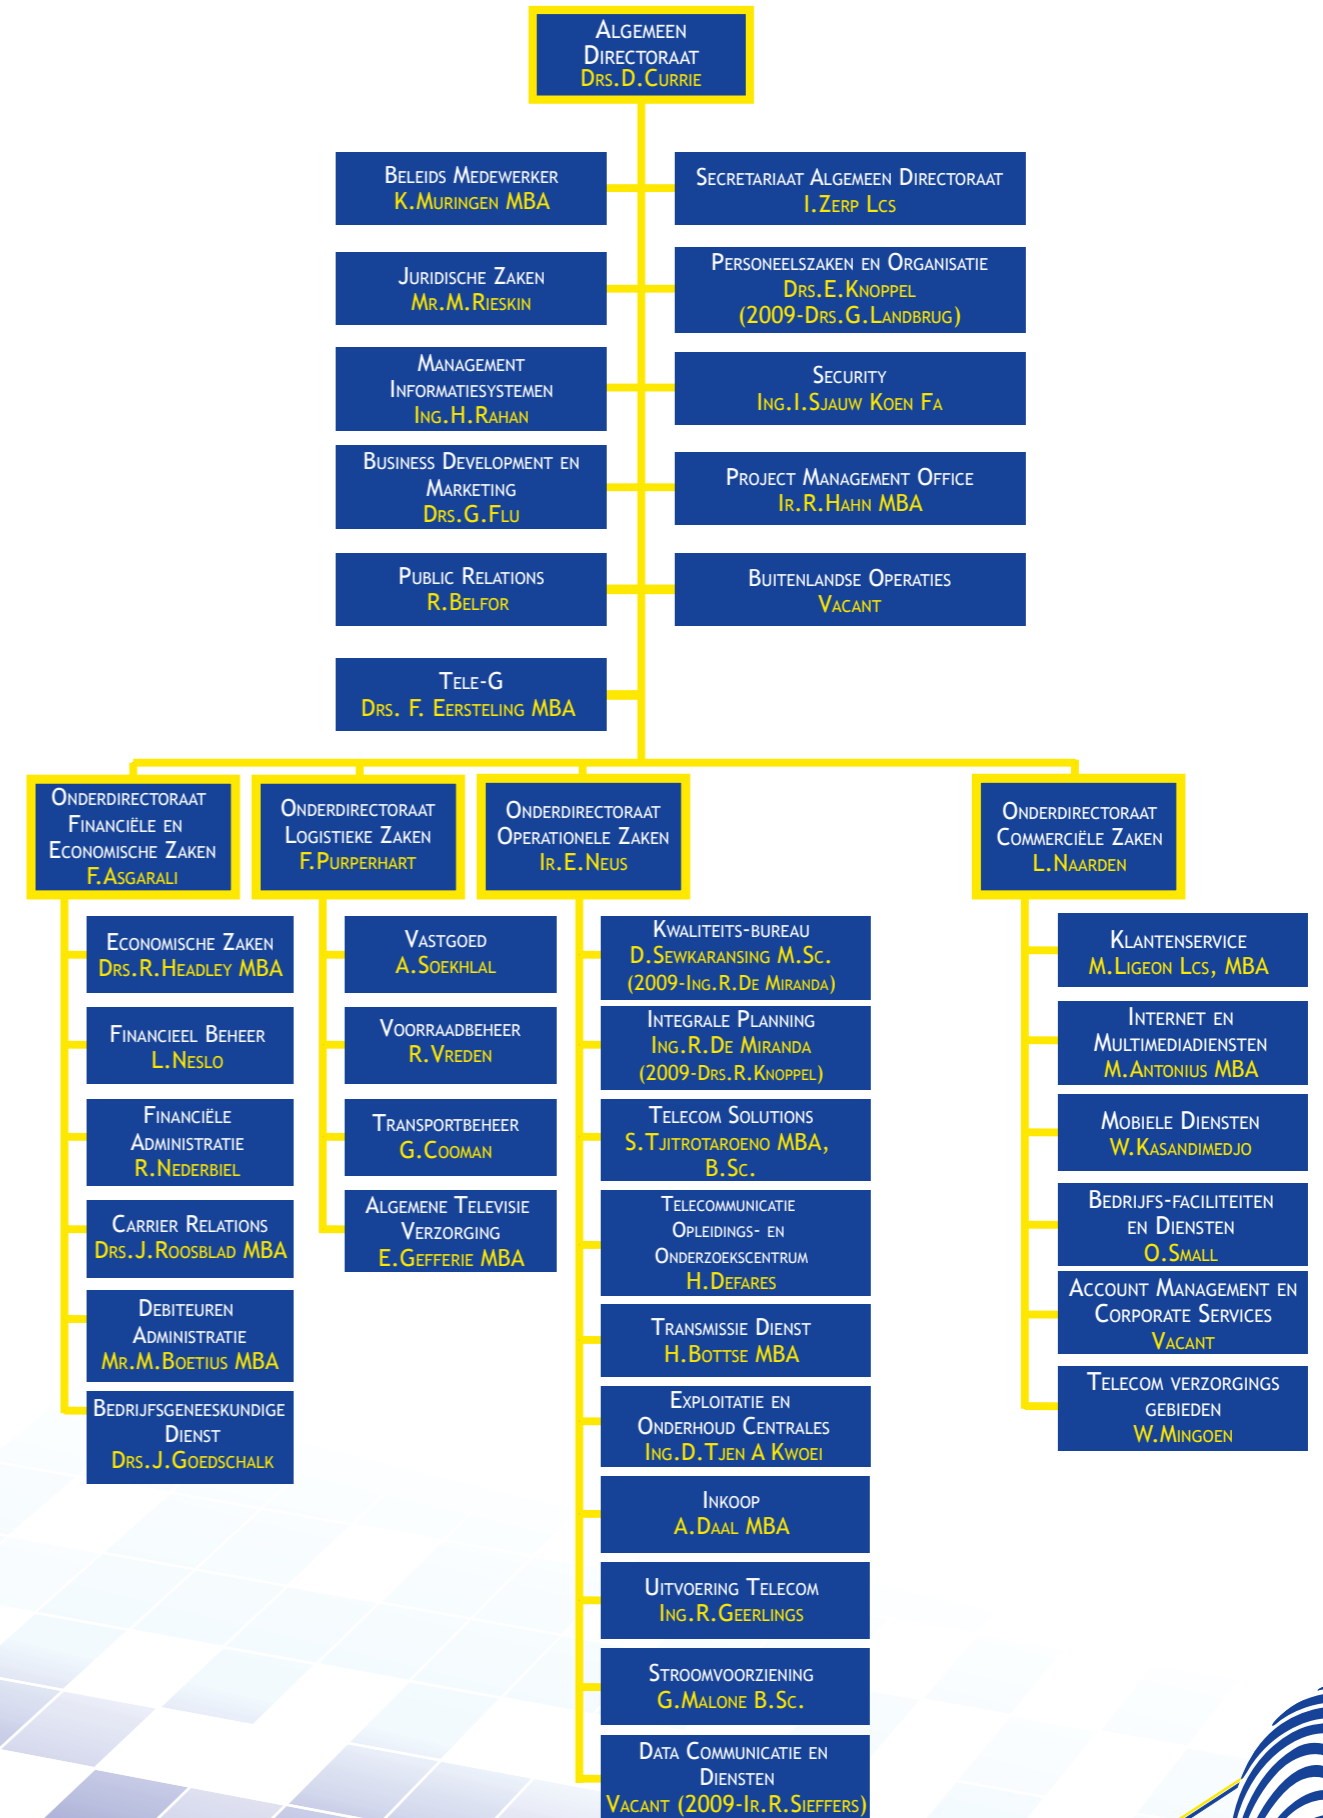 Algemeen
Directoraat
Drs.D.Currie
Beleids Medewerker
K.Muringen MBA
Secretariaat Algemeen Directoraat
I.Zerp Lcs
Juridische Zaken
Mr.M.Rieskin
Personeelszaken en Organisatie
Drs.E.Knoppel
(2009-Drs.G.Landbrug)
Management
Informatiesystemen
Ing.H.Rahan
Security
Ing.I.Sjauw Koen Fa
Business Development en
Marketing
Drs.G.Flu
Project Management Office
Ir.R.Hahn MBA
Public Relations
R.Belfor
Buitenlandse Operaties
Vacant
Tele-G
Drs. F. Eersteling MBA
Onderdirectoraat
Financiële en
Economische Zaken
F.Asgarali
Onderdirectoraat
Logistieke Zaken
F.Purperhart
Onderdirectoraat
Operationele Zaken
Ir.E.Neus
Onderdirectoraat
Commerciële Zaken
L.Naarden
Economische Zaken
Drs.R.Headley MBA
Financieel Beheer
L.Neslo
Financiële
Administratie
R.Nederbiel
Carrier Relations
Drs.J.Roosblad MBA
Debiteuren
Administratie
Mr.M.Boetius MBA
Bedrijfsgeneeskundige
Dienst
Drs.J.Goedschalk
Vastgoed
A.Soekhlal
Voorraadbeheer
R.Vreden
Transportbeheer
G.Cooman
Algemene Televisie
Verzorging
E.Gefferie MBA
Kwaliteits-bureau
D.Sewkaransing M.Sc.
(2009-Ing.R.De Miranda)
Integrale Planning
Ing.R.De Miranda
(2009-Drs.R.Knoppel)
Telecom Solutions
S.Tjitrotaroeno MBA,
B.Sc.
Telecommunicatie
Opleidings- en
Onderzoekscentrum
H.Defares
Transmissie Dienst
H.Bottse MBA
Exploitatie en
Onderhoud Centrales
Ing.D.Tjen A Kwoei
Inkoop
A.Daal MBA
Uitvoering Telecom
Ing.R.Geerlings
Stroomvoorziening
G.Malone B.Sc.
Data Communicatie en
Diensten
Vacant (2009-Ir.R.Sieffers)
Klantenservice
M.Ligeon Lcs, MBA
Internet en
Multimediadiensten
M.Antonius MBA
Mobiele Diensten
W.Kasandimedjo
Bedrijfs-faciliteiten
en Diensten
O.Small
Account Management en
Corporate Services
Vacant
Telecom verzorgings
gebieden
W.Mingoen